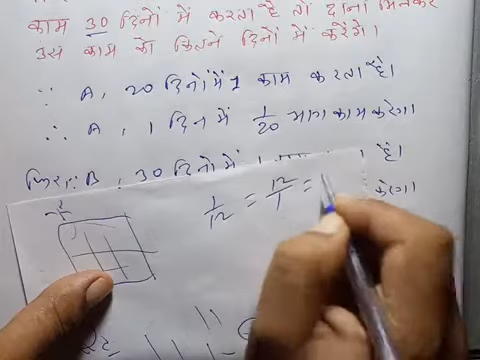 काम 30 दिनों में करता है तो दोनों मिलकर
उस काम को कितने दिनों में करेंगे।
∵ A, 20 दिनों में 1 काम करता है।
∴ A, 1 दिन में 1/20 भाग काम करेगा।
फिर: B, 30 दिनों में 1 है।
1/12 = 12/1 =
करेगा।